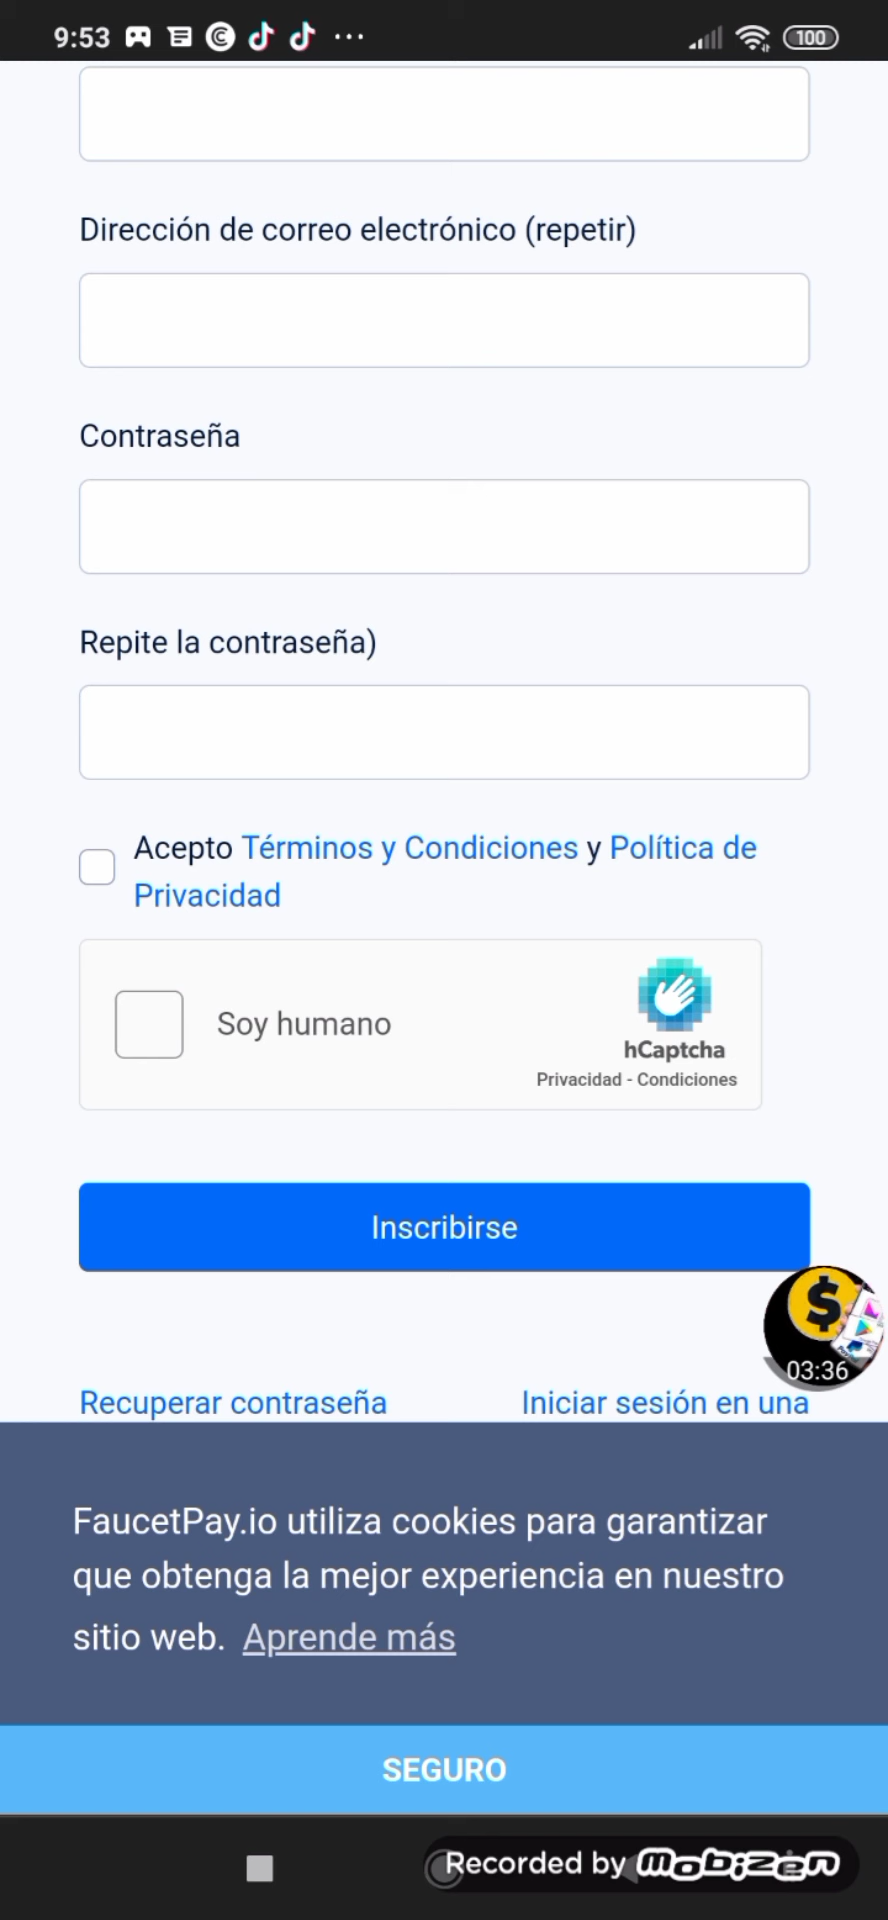 9:53
100
Dirección de correo electrónico (repetir)
Contraseña
Repite la contraseña)
Acepto Términos y Condiciones y Política de
Privacidad
Soy humano
hCaptcha
Privacidad - Condiciones
Inscribirse
$
03:36
Recuperar contraseña
Iniciar sesión en una
FaucetPay.io utiliza cookies para garantizar
que obtenga la mejor experiencia en nuestro
sitio web. Aprende más
SEGURO
Recorded by mobizen